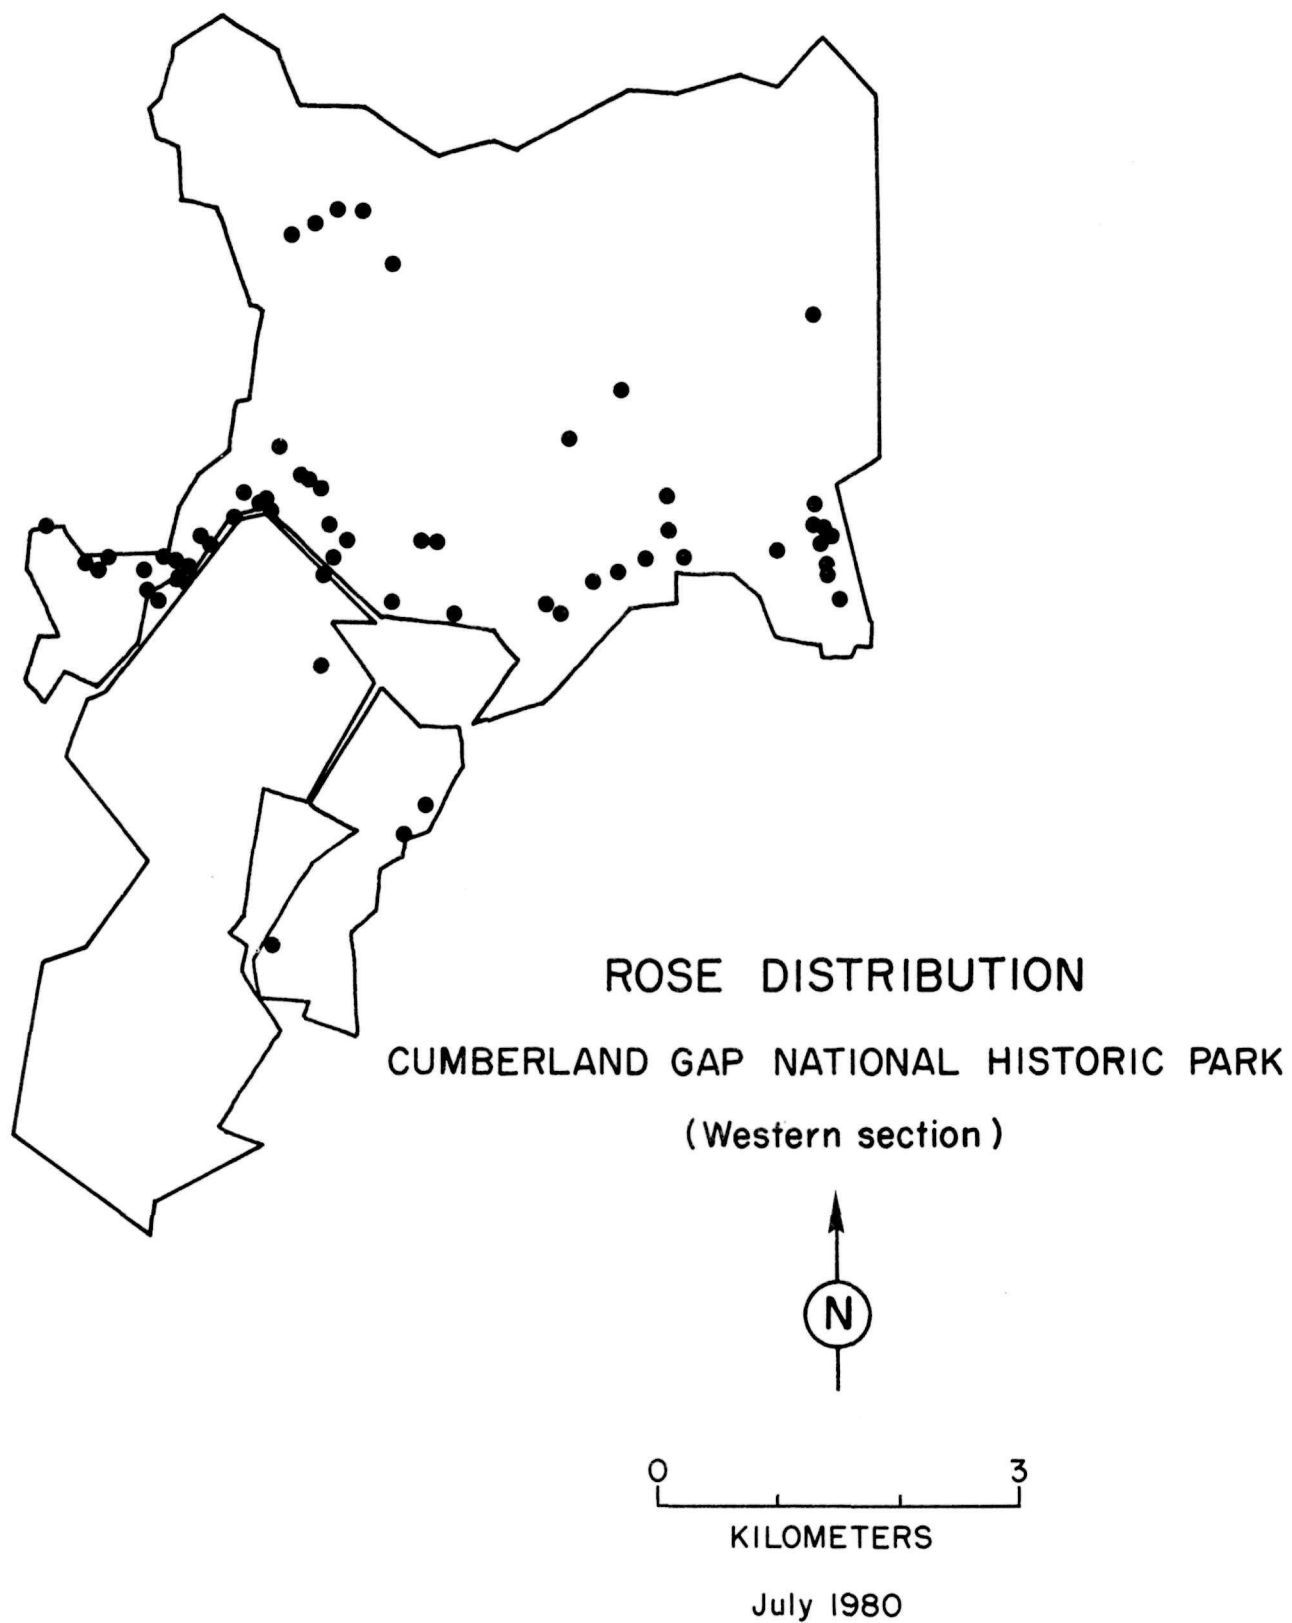 ROSE DISTRIBUTION
CUMBERLAND GAP NATIONAL HISTORIC PARK
(Western section)
N
0 3
KILOMETERS
July 1980